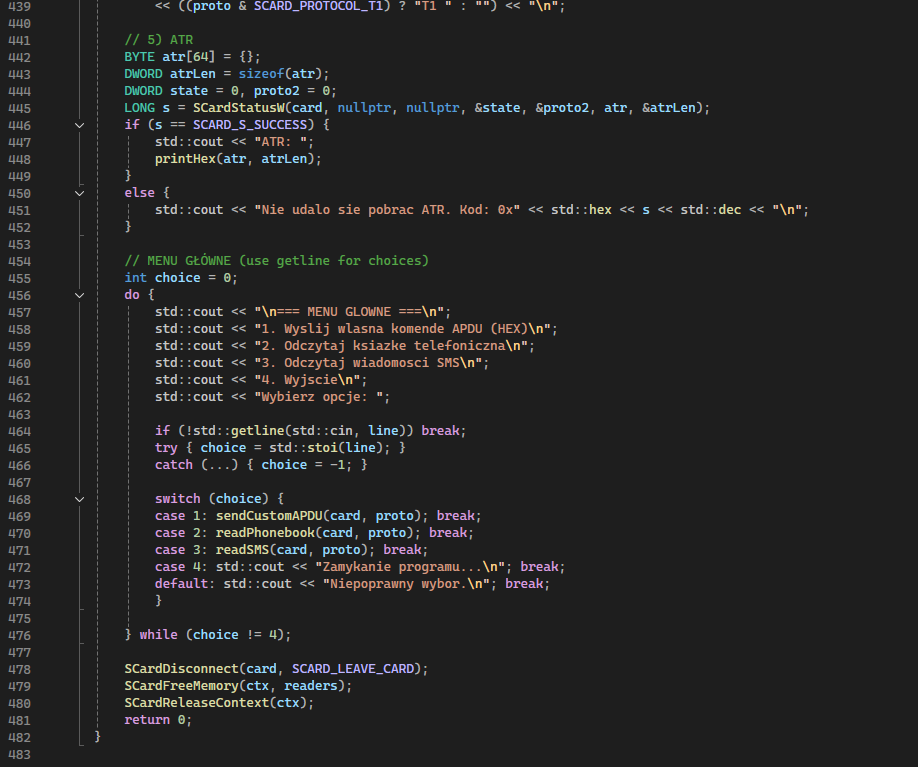 439 << ((proto & SCARD_PROTOCOL_T1) ? "T1 " : "") << "\n";
440
441 // 5) ATR
442 BYTE atr[64] = {};
443 DWORD atrLen = sizeof(atr);
444 DWORD state = 0, proto2 = 0;
445 LONG s = SCardStatusW(card, nullptr, nullptr, &state, &proto2, atr, &atrLen);
446 if (s == SCARD_S_SUCCESS) {
447 std::cout << "ATR: ";
448 printHex(atr, atrLen);
449 }
450 else {
451 std::cout << "Nie udalo sie pobrac ATR. Kod: 0x" << std::hex << s << std::dec << "\n";
452 }
453
454 // MENU GŁÓWNE (use getline for choices)
455 int choice = 0;
456 do {
457 std::cout << "\n=== MENU GLOWNE ===\n";
458 std::cout << "1. Wyslij wlasna komende APDU (HEX)\n";
459 std::cout << "2. Odczytaj ksiazke telefoniczna\n";
460 std::cout << "3. Odczytaj wiadomosci SMS\n";
461 std::cout << "4. Wyjscie\n";
462 std::cout << "Wybierz opcje: ";
463
464 if (!std::getline(std::cin, line)) break;
465 try { choice = std::stoi(line); }
466 catch (...) { choice = -1; }
467
468 switch (choice) {
469 case 1: sendCustomAPDU(card, proto); break;
470 case 2: readPhonebook(card, proto); break;
471 case 3: readSMS(card, proto); break;
472 case 4: std::cout << "Zamykanie programu...\n"; break;
473 default: std::cout << "Niepoprawny wybor.\n"; break;
474 }
475
476 } while (choice != 4);
477
478 SCardDisconnect(card, SCARD_LEAVE_CARD);
479 SCardFreeMemory(ctx, readers);
480 SCardReleaseContext(ctx);
481 return 0;
482 }
483